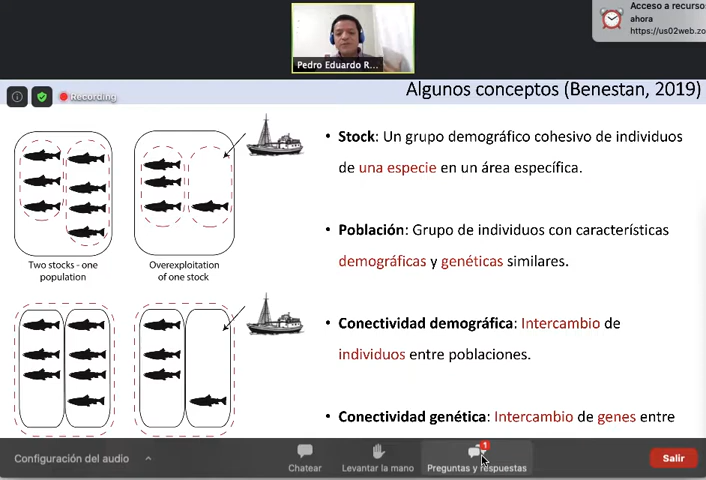 Acceso a recurso
ahora
https://us02web.zo
Pedro Eduardo R...
Recording
Algunos conceptos (Benestan, 2019)
• Stock: Un grupo demográfico cohesivo de individuos
de una especie en un área específica.
• Población: Grupo de individuos con características
demográficas y genéticas similares.
Two stocks - one
population
Overexploitation
of one stock
• Conectividad demográfica: Intercambio de
individuos entre poblaciones.
• Conectividad genética: Intercambio de genes entre
Configuración del audio
Chatear
Levantar la mano
1
Preguntas y respuestas
Salir